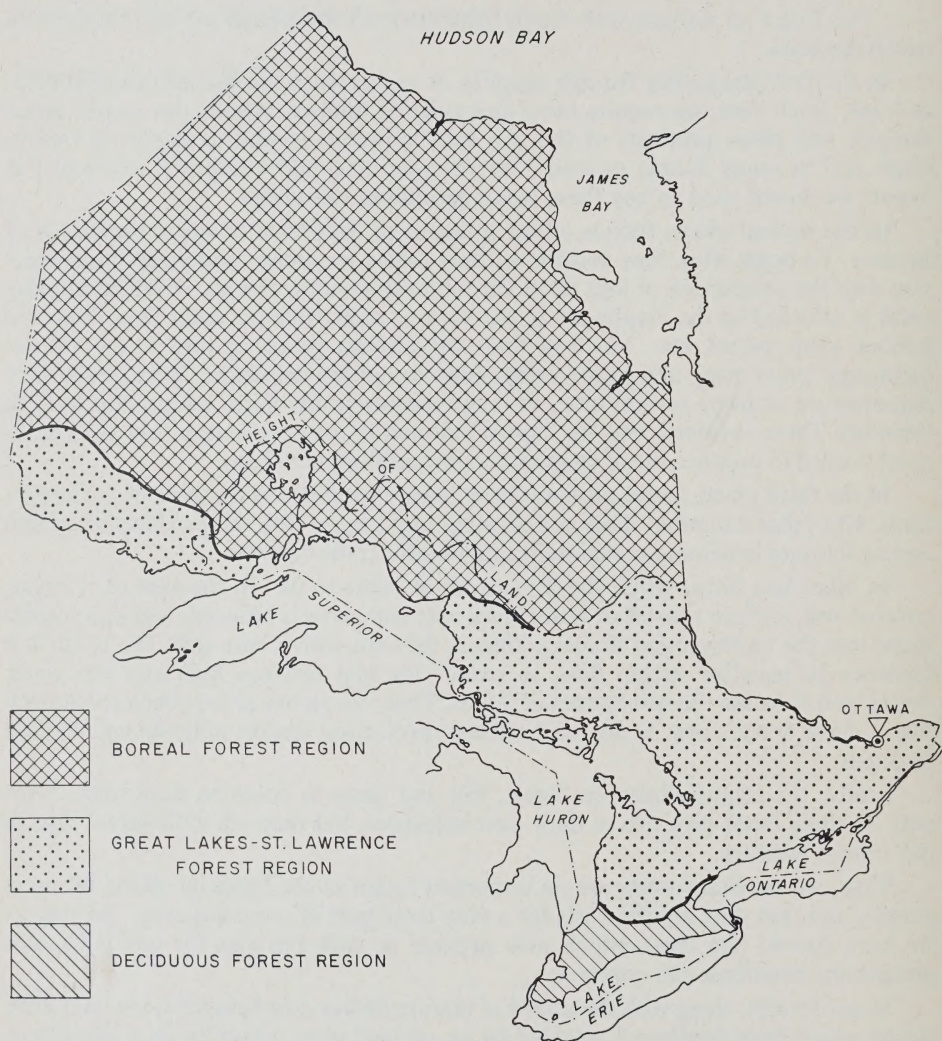 HUDSON BAY
JAMES
BAY
HEIGHT
OF
LAND
LAKE
SUPERIOR
OTTAWA
BOREAL FOREST REGION
LAKE
HURON
GREAT LAKES-ST. LAWRENCE
FOREST REGION
LAKE
ONTARIO
DECIDUOUS FOREST REGION
LAKE
ERIE